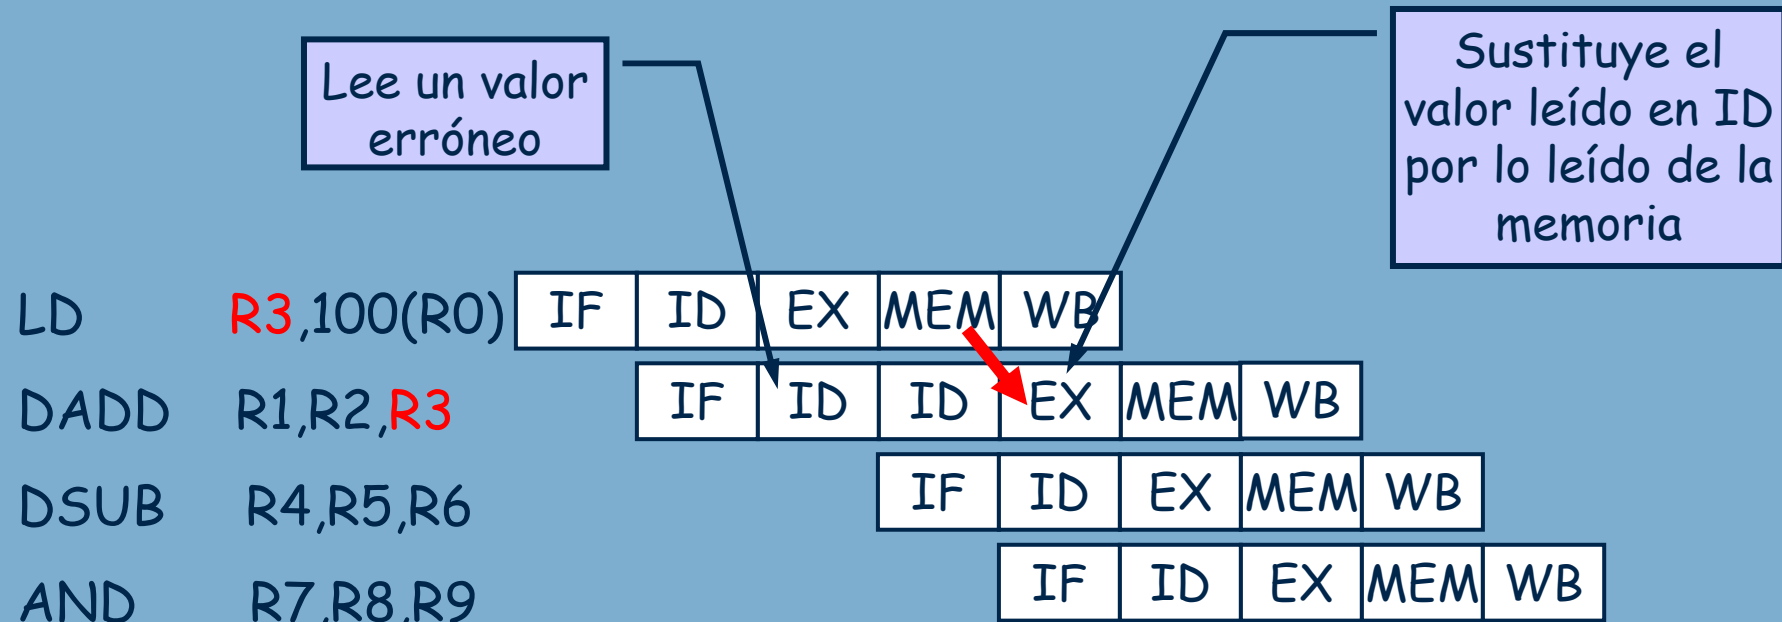 Lee un valor
erróneo
Sustituye el
valor leído en ID
por lo leído de la
memoria
LD R3,100(R0) IF ID EX MEM WB
DADD R1,R2,R3 IF ID ID EX MEM WB
DSUB R4,R5,R6 IF ID EX MEM WB
AND R7,R8,R9 IF ID EX MEM WB